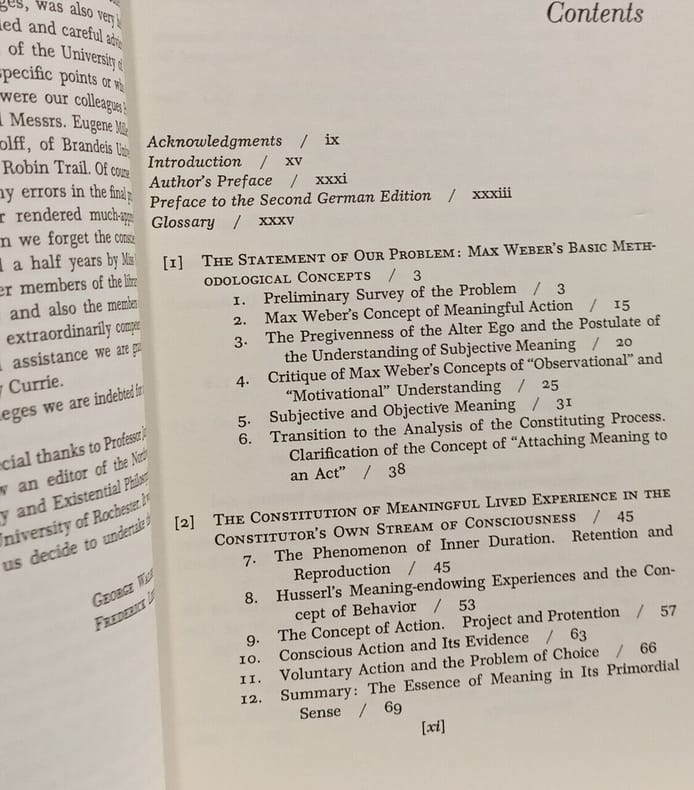 ges, was also very
ied and careful
of the University
specific points or
were our colleagues
Messrs. Eugene
olff, of Brandeis
Robin Trail. Of course
ny errors in the final
r rendered much-
n we forget the
a half years by
er members of the
and also the
extraordinarily
assistance we are
Currie.
eges we are indebted for
cial thanks to Professor
an editor of the
y and Existential
niversity of Rochester.
us decide to undertake
George
Frederick
Contents
Acknowledgments / ix
Introduction / xv
Author's Preface / xxxi
Preface to the Second German Edition / xxxiii
Glossary / xxxv
[1] The Statement of Our Problem: Max Weber's Basic Meth-
odological Concepts / 3
1. Preliminary Survey of the Problem / 3
2. Max Weber's Concept of Meaningful Action / 15
3. The Pregivenness of the Alter Ego and the Postulate of
the Understanding of Subjective Meaning / 20
4. Critique of Max Weber's Concepts of "Observational" and
"Motivational" Understanding / 25
5. Subjective and Objective Meaning / 31
6. Transition to the Analysis of the Constituting Process.
Clarification of the Concept of "Attaching Meaning to
an Act" / 38
[2] The Constitution of Meaningful Lived Experience in the
Constitutor's Own Stream of Consciousness / 45
7. The Phenomenon of Inner Duration. Retention and
Reproduction / 45
8. Husserl's Meaning-endowing Experiences and the Con-
cept of Behavior / 53
9. The Concept of Action. Project and Protention / 57
10. Conscious Action and Its Evidence / 63
11. Voluntary Action and the Problem of Choice / 66
12. Summary: The Essence of Meaning in Its Primordial
Sense / 69
[xi]